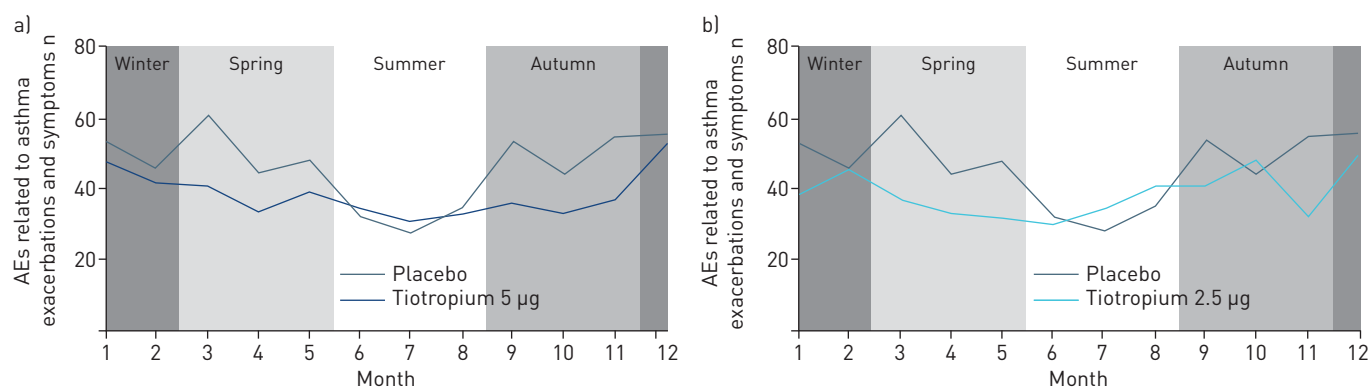 a)
AEs related to asthma
exacerbations and symptoms n
80
60
40
20
Winter
Spring
Summer
Autumn
Placebo
Tiotropium 5 µg
1 2 3 4 5 6 7 8 9 10 11 12
Month
b)
AEs related to asthma
exacerbations and symptoms n
80
60
40
20
Winter
Spring
Summer
Autumn
Placebo
Tiotropium 2.5 µg
1 2 3 4 5 6 7 8 9 10 11 12
Month